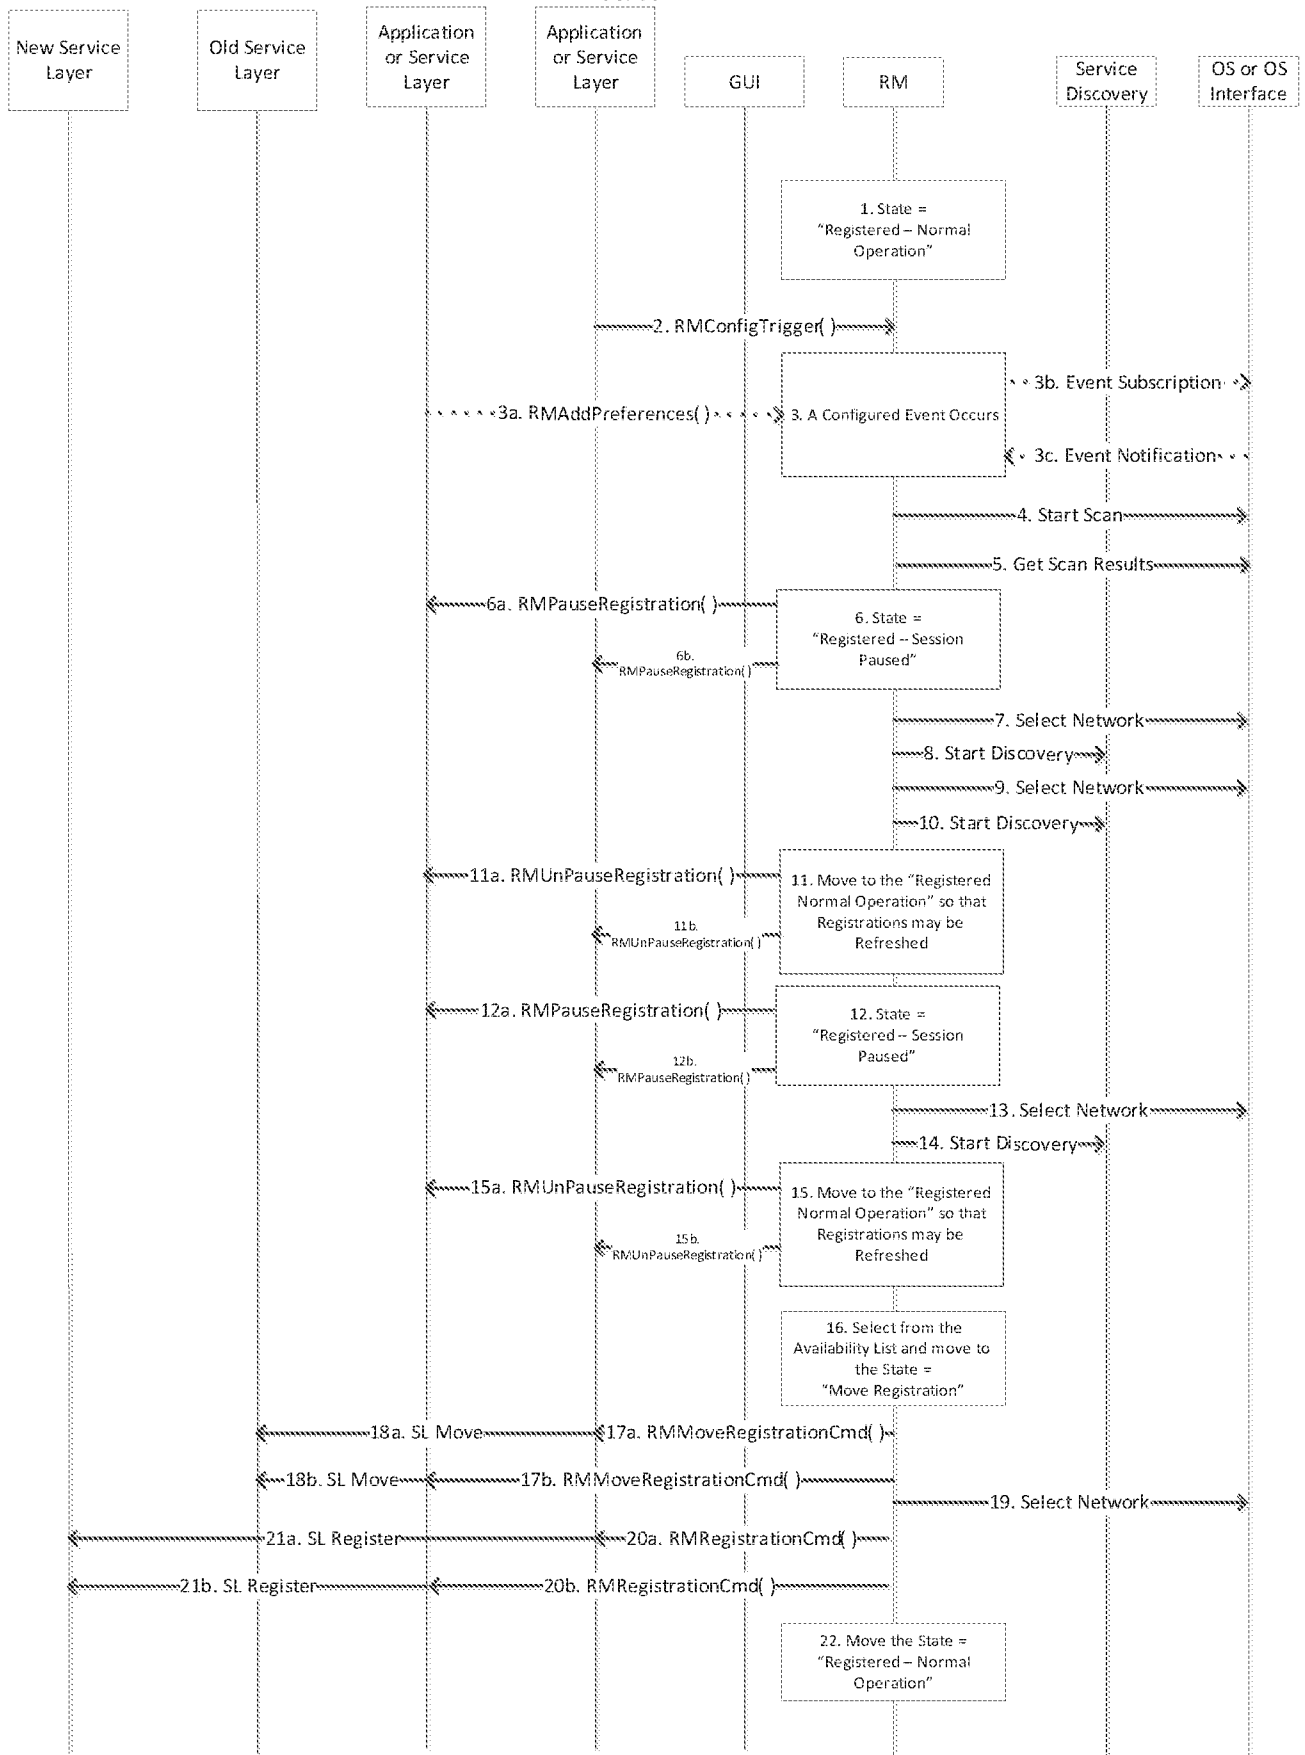 New Service
Layer
Old Service
Layer
Application
or Service
Layer
Application
or Service
Layer
GUI
RM
Service
Discovery
OS or OS
Interface
1. State =
“Registered – Normal
Operation”
2. RMConfigTrigger( )
3b. Event Subscription
3a. RMAddPreferences( )
3. A Configured Event Occurs
3c. Event Notification
4. Start Scan
5. Get Scan Results
6a. RMPauseRegistration( )
6. State =
“Registered – Session
Paused”
6b.
RMPauseRegistration( )
7. Select Network
8. Start Discovery
9. Select Network
10. Start Discovery
11a. RMUnPauseRegistration( )
11. Move to the “Registered
Normal Operation” so that
Registrations may be
Refreshed
11b.
RMUnPauseRegistration( )
12a. RMPauseRegistration( )
12. State =
“Registered – Session
Paused”
12b.
RMPauseRegistration( )
13. Select Network
14. Start Discovery
15a. RMUnPauseRegistration( )
15. Move to the “Registered
Normal Operation” so that
Registrations may be
Refreshed
15b.
RMUnPauseRegistration( )
16. Select from the
Availability List and move to
the State =
“Move Registration”
18a. SL Move
17a. RMMoveRegistrationCmd( )
18b. SL Move
17b. RMMoveRegistrationCmd( )
19. Select Network
21a. SL Register
20a. RMRegistrationCmd( )
21b. SL Register
20b. RMRegistrationCmd( )
22. Move the State =
“Registered – Normal
Operation”